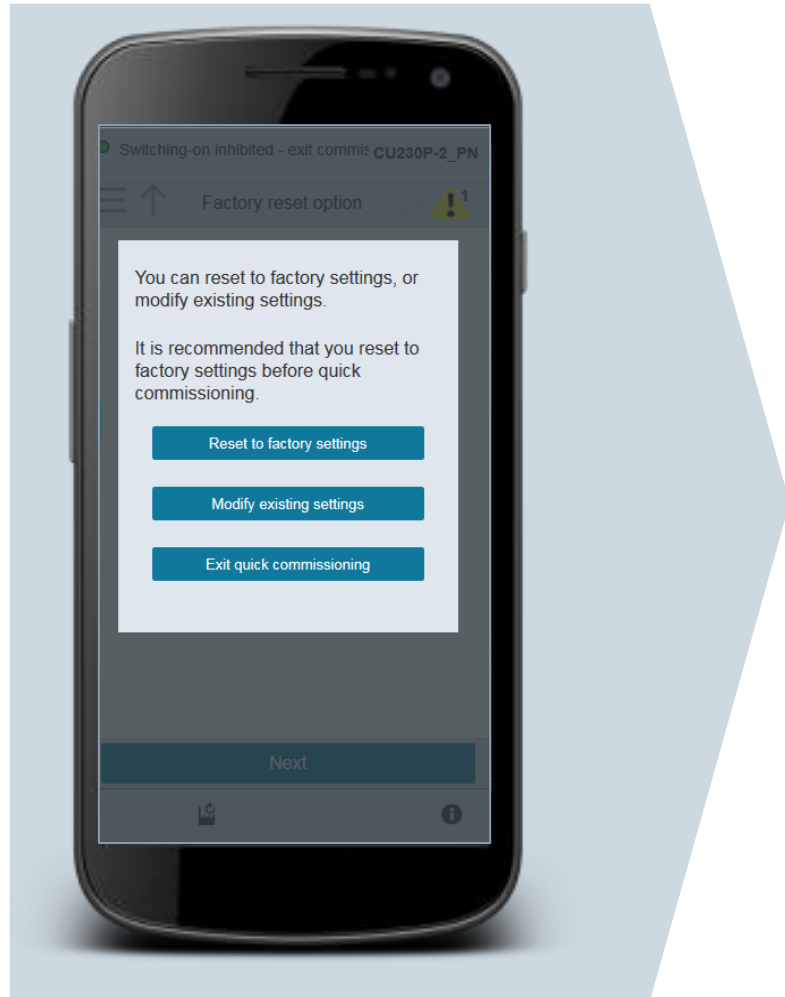 Switching-on inhibited - exit commis CU230P-2_PN
Factory reset option
1
You can reset to factory settings, or
modify existing settings.
It is recommended that you reset to
factory settings before quick
commissioning.
Reset to factory settings
Modify existing settings
Exit quick commissioning
Next